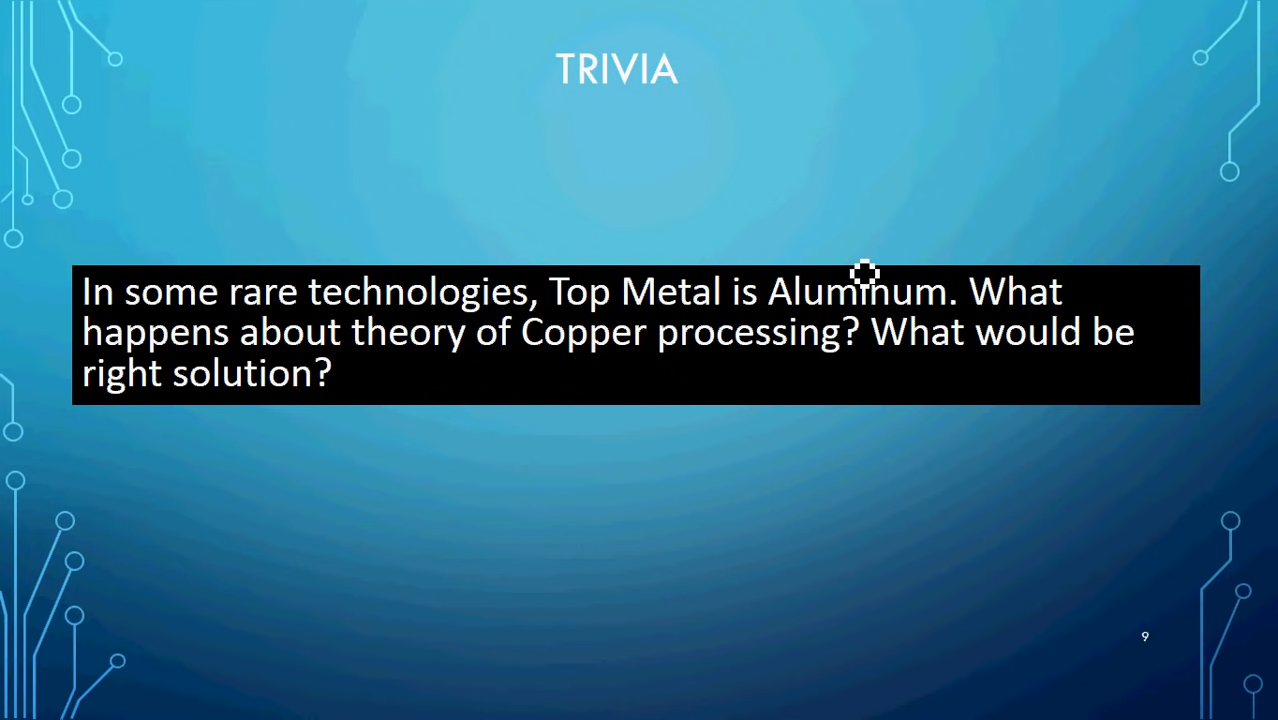 TRIVIA
In some rare technologies, Top Metal is Aluminum. What
happens about theory of Copper processing? What would be
right solution?
9